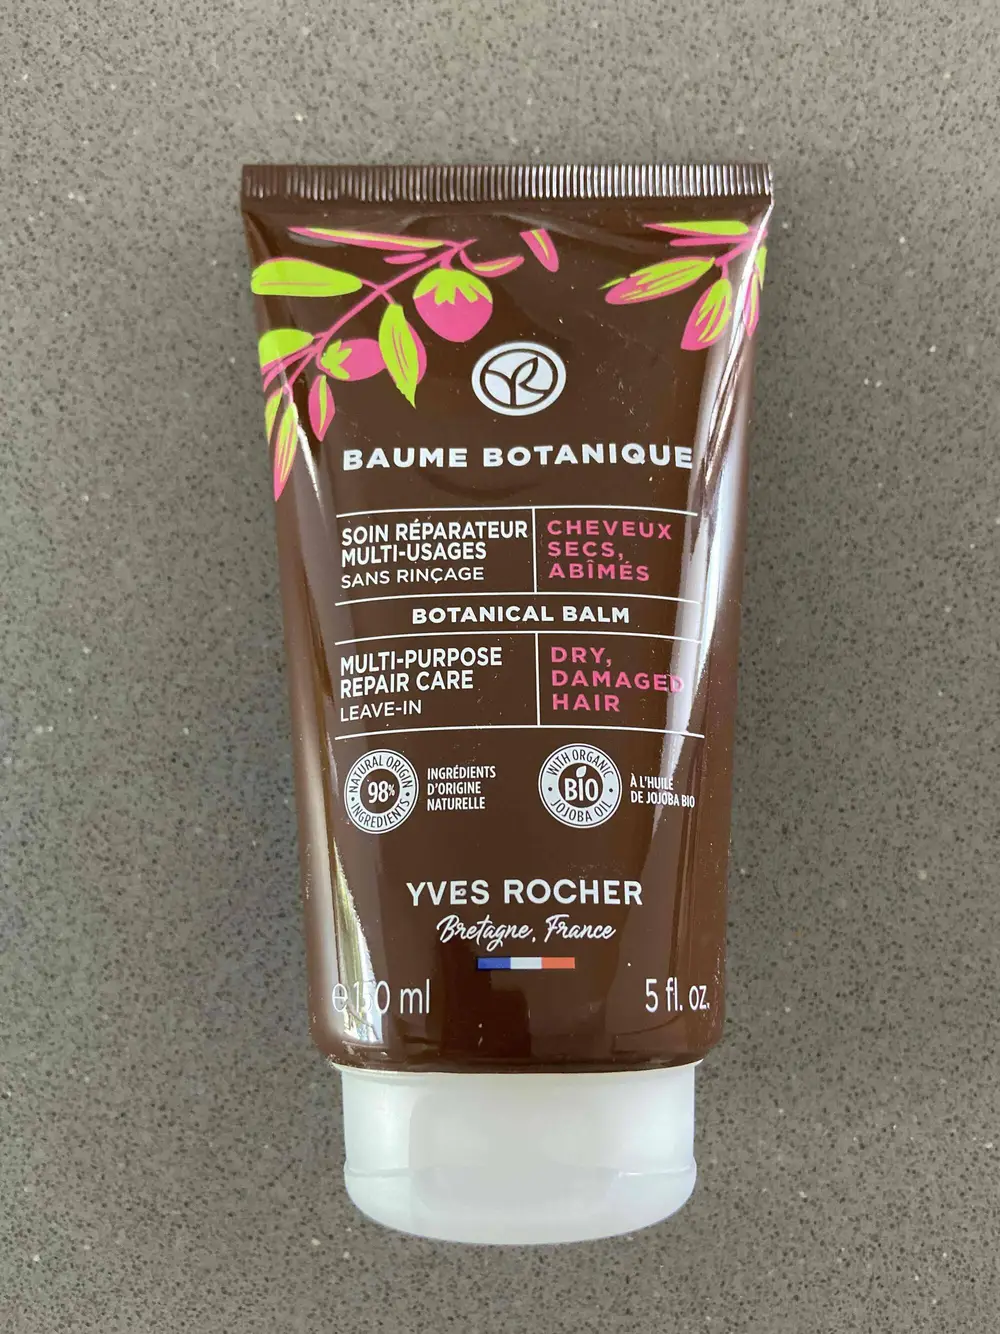 YR
BAUME BOTANIQUE
SOIN RÉPARATEUR
MULTI-USAGES
SANS RINÇAGE
CHEVEUX
SECS,
ABÎMÉS
BOTANICAL BALM
MULTI-PURPOSE
REPAIR CARE
LEAVE-IN
DRY,
DAMAGED
HAIR
NATURAL ORIGIN
98%
INGREDIENTS
INGRÉDIENTS
D'ORIGINE
NATURELLE
WITH ORGANIC
BIO
JOJOBA OIL
À L'HUILE
DE JOJOBA BIO
YVES ROCHER
Bretagne, France
e 150 ml
5 fl. oz.